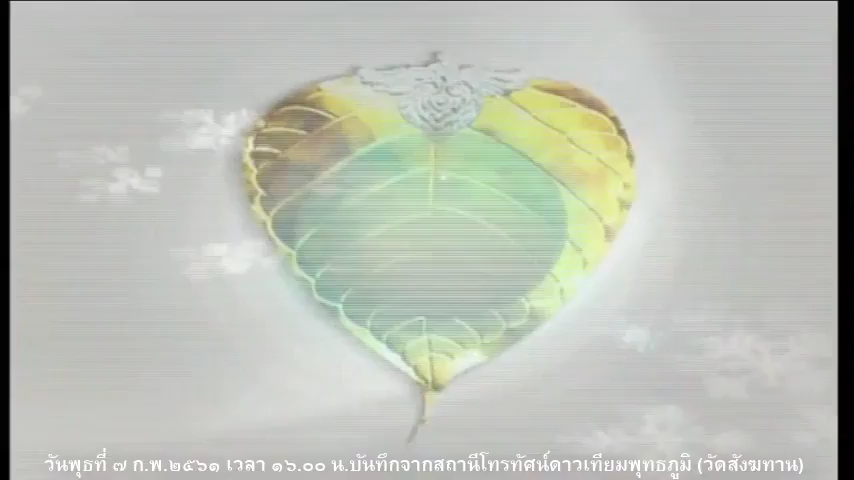 วันพุธที่ ๗ ก.พ.๒๕๖๑ เวลา ๑๖.๐๐ น.บันทึกจากสถานีโทรทัศน์ดาวเทียมพุทธภูมิ (วัดสังฆทาน)